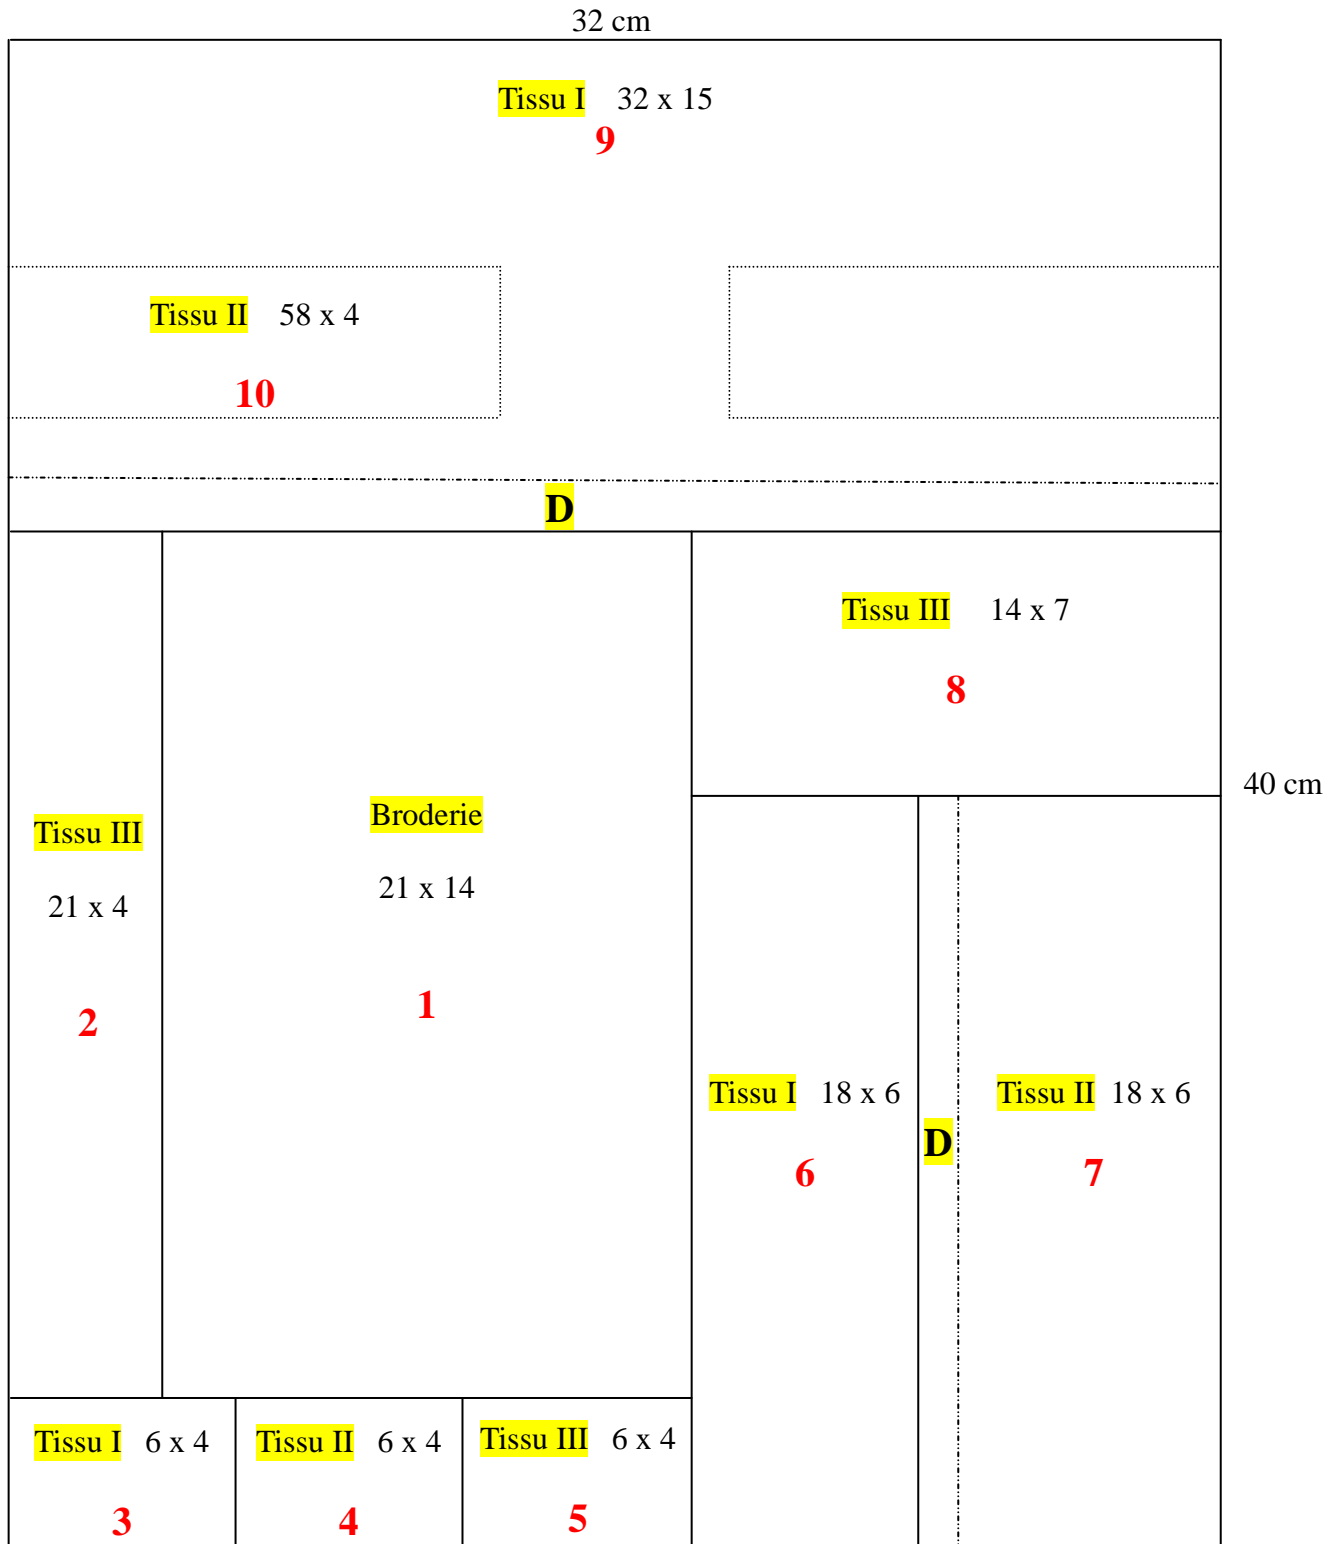 32 cm
Tissu I 32 x 15
9
Tissu II 58 x 4
10
D
Tissu III 14 x 7
8
40 cm
Tissu III
21 x 4
2
Broderie
21 x 14
1
Tissu I 18 x 6
6
D
Tissu II 18 x 6
7
Tissu I 6 x 4
3
Tissu II 6 x 4
4
Tissu III 6 x 4
5